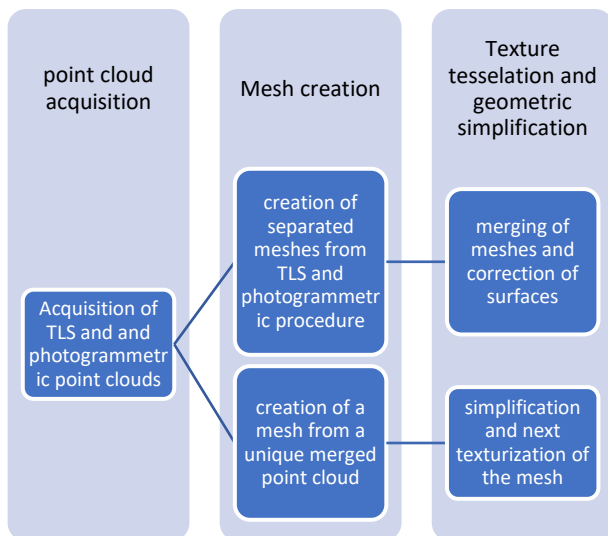 point cloud
acquisition
Acquisition of
TLS and and
photogrammetr
ic point clouds
Mesh creation
creation of
separated
meshes from
TLS and
photogrammetr
ic procedure
creation of a
mesh from a
unique merged
point cloud
Texture
tesselation and
geometric
simplification
merging of
meshes and
correction of
surfaces
simplification
and next
texturization of
the mesh